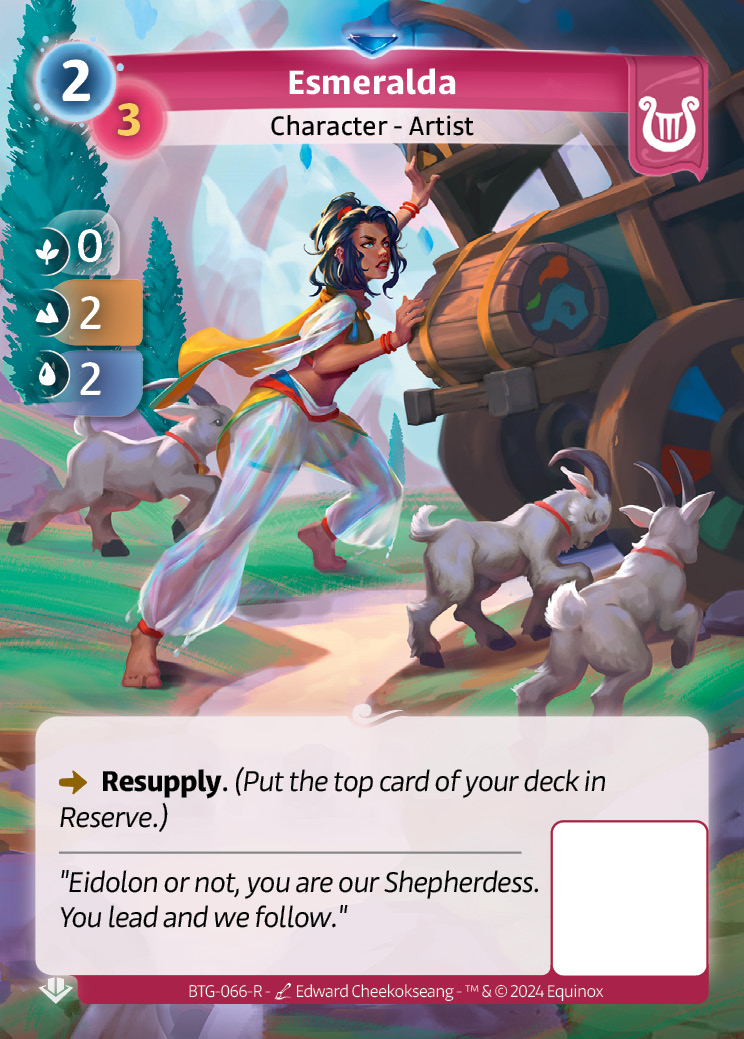 2
Esmeralda
3
Character - Artist
0
2
2
Resupply. (Put the top card of your deck in
Reserve.)
"Eidolon or not, you are our Shepherdess.
You lead and we follow."
BTG-066-R - Edward Cheekokseang - ™ & © 2024 Equinox